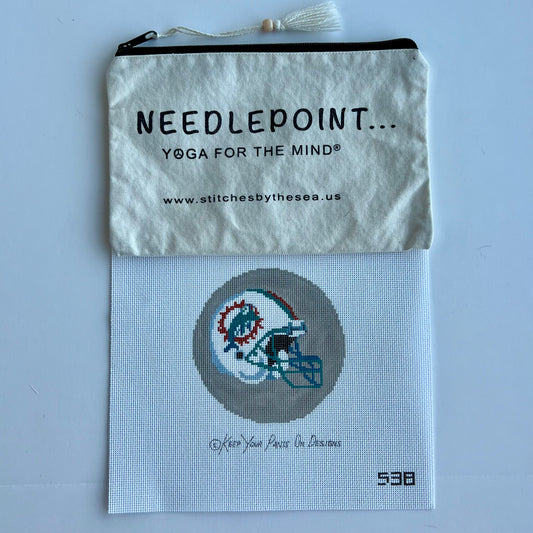 NEEDLEPOINT...
YOGA FOR THE MIND®
www.stitchesbythesea.us
©KEEP YOUR PANTS ON DESIGNS
538